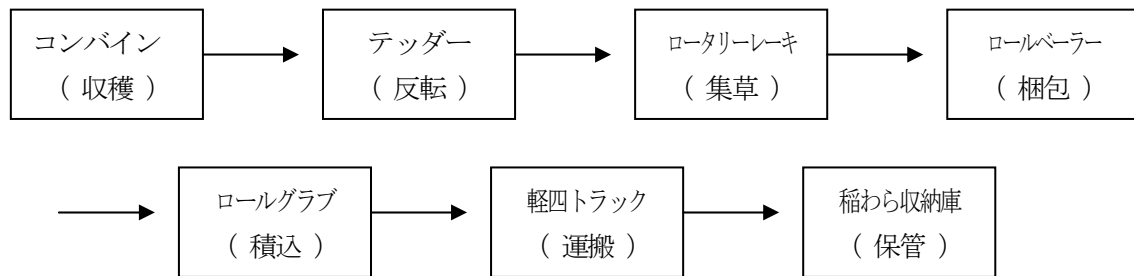 コンバイン
（ 収穫 ）
テッダー
（ 反転 ）
ロータリーレーキ
（ 集草 ）
ロールベーラー
（ 梱包 ）
ロールグラブ
（ 積込 ）
軽四トラック
（ 運搬 ）
稲わら収納庫
（ 保管 ）